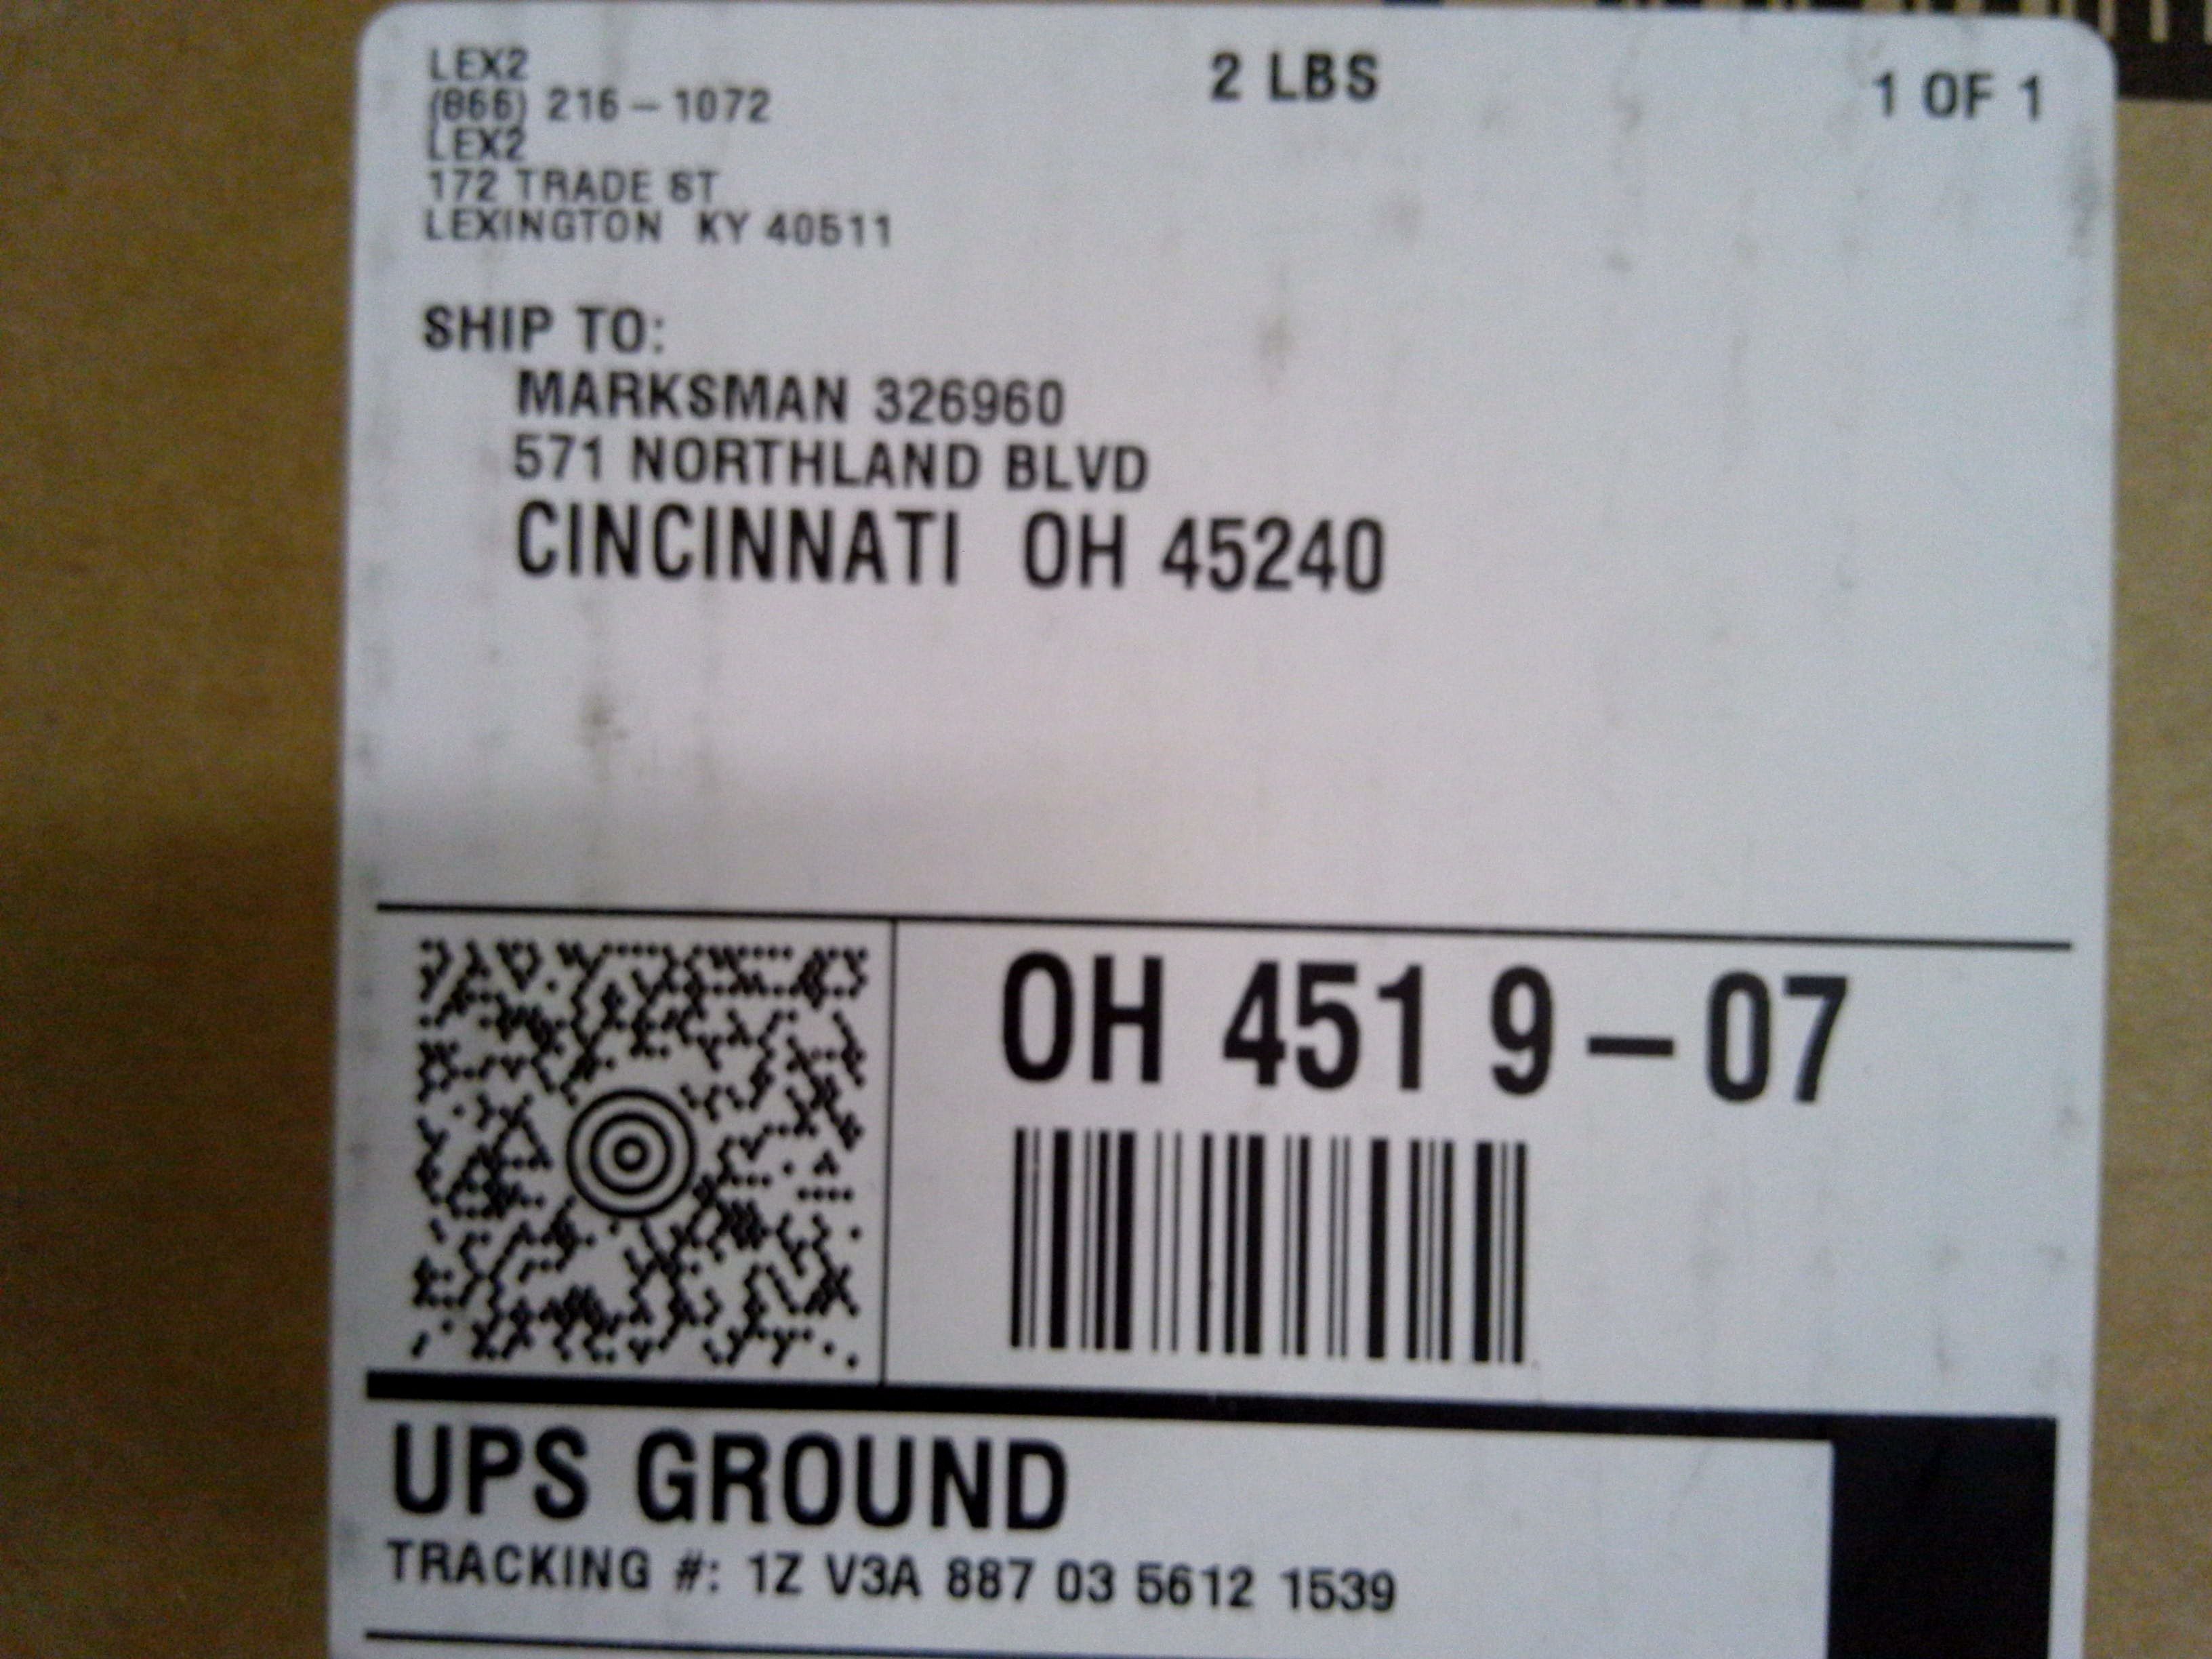 LEX2
2 LBS
1 OF 1
(866) 216-1072
LEX2
172 TRADE ST
LEXINGTON KY 40511
SHIP TO:
MARKSMAN 326960
571 NORTHLAND BLVD
CINCINNATI OH 45240
OH 451 9-07
UPS GROUND
TRACKING #: 1Z V3A 887 03 5612 1539